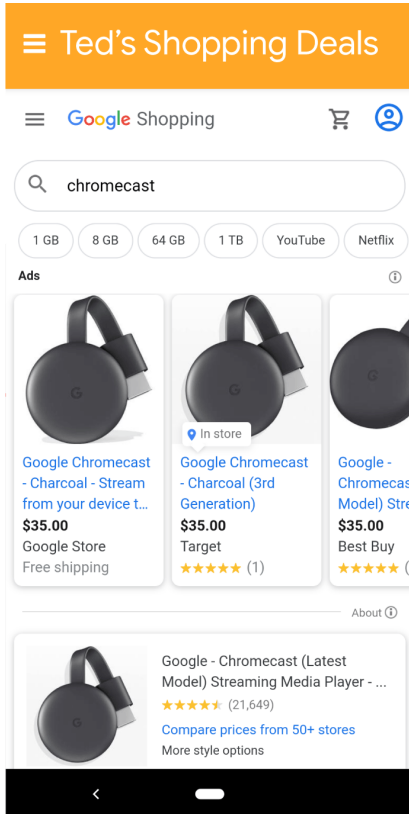 Ted's Shopping Deals
Google Shopping
chromecast
1 GB 8 GB 64 GB 1 TB YouTube Netflix
Ads
G
G
G
In store
Google Chromecast
- Charcoal - Stream
from your device t...
$35.00
Google Store
Free shipping
Google Chromecast
- Charcoal (3rd
Generation)
$35.00
Target
(1)
Google -
Chromecas
Model) Stre
$35.00
Best Buy
(
About
G
Google - Chromecast (Latest
Model) Streaming Media Player - ...
(21,649)
Compare prices from 50+ stores
More style options